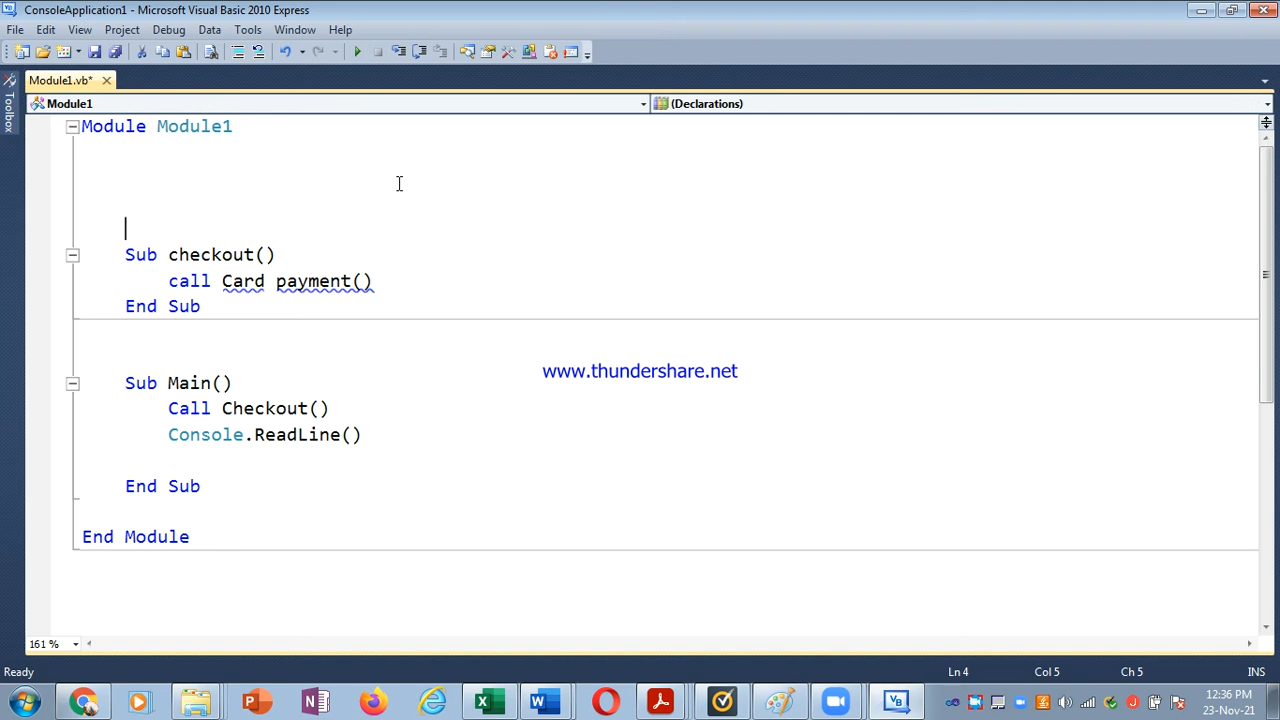 ConsoleApplication1 - Microsoft Visual Basic 2010 Express
File Edit View Project Debug Data Tools Window Help
Module1.vb*
Toolbox
Module1
(Declarations)
Module Module1
Sub checkout()
call Card payment()
End Sub
www.thundershare.net
Sub Main()
Call Checkout()
Console.ReadLine()
End Sub
End Module
161 %
Ready
Ln 4
Col 5
Ch 5
INS
12:36 PM
23-Nov-21